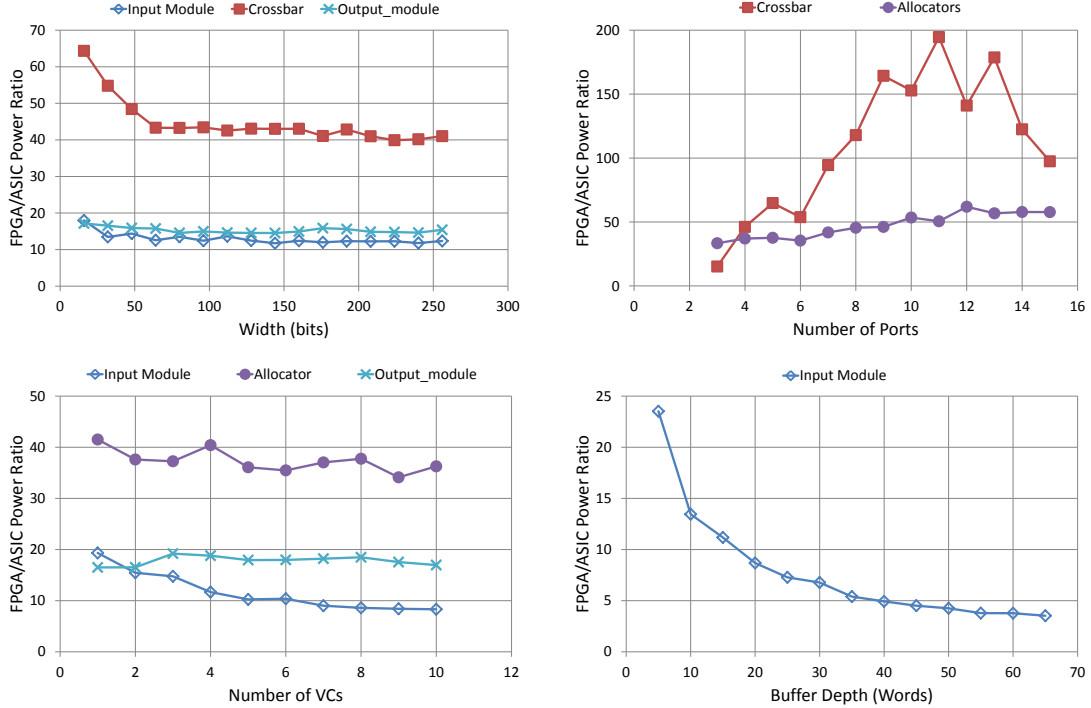 Input Module Crossbar Output_module
FPGA/ASIC Power Ratio
70
60
50
40
30
20
10
0
0 50 100 150 200 250 300
Width (bits)
Crossbar Allocators
FPGA/ASIC Power Ratio
200
150
100
50
0
2 4 6 8 10 12 14 16
Number of Ports
Input Module Allocator Output_module
FPGA/ASIC Power Ratio
50
40
30
20
10
0
0 2 4 6 8 10 12
Number of VCs
Input Module
FPGA/ASIC Power Ratio
25
20
15
10
5
0
0 10 20 30 40 50 60 70
Buffer Depth (Words)